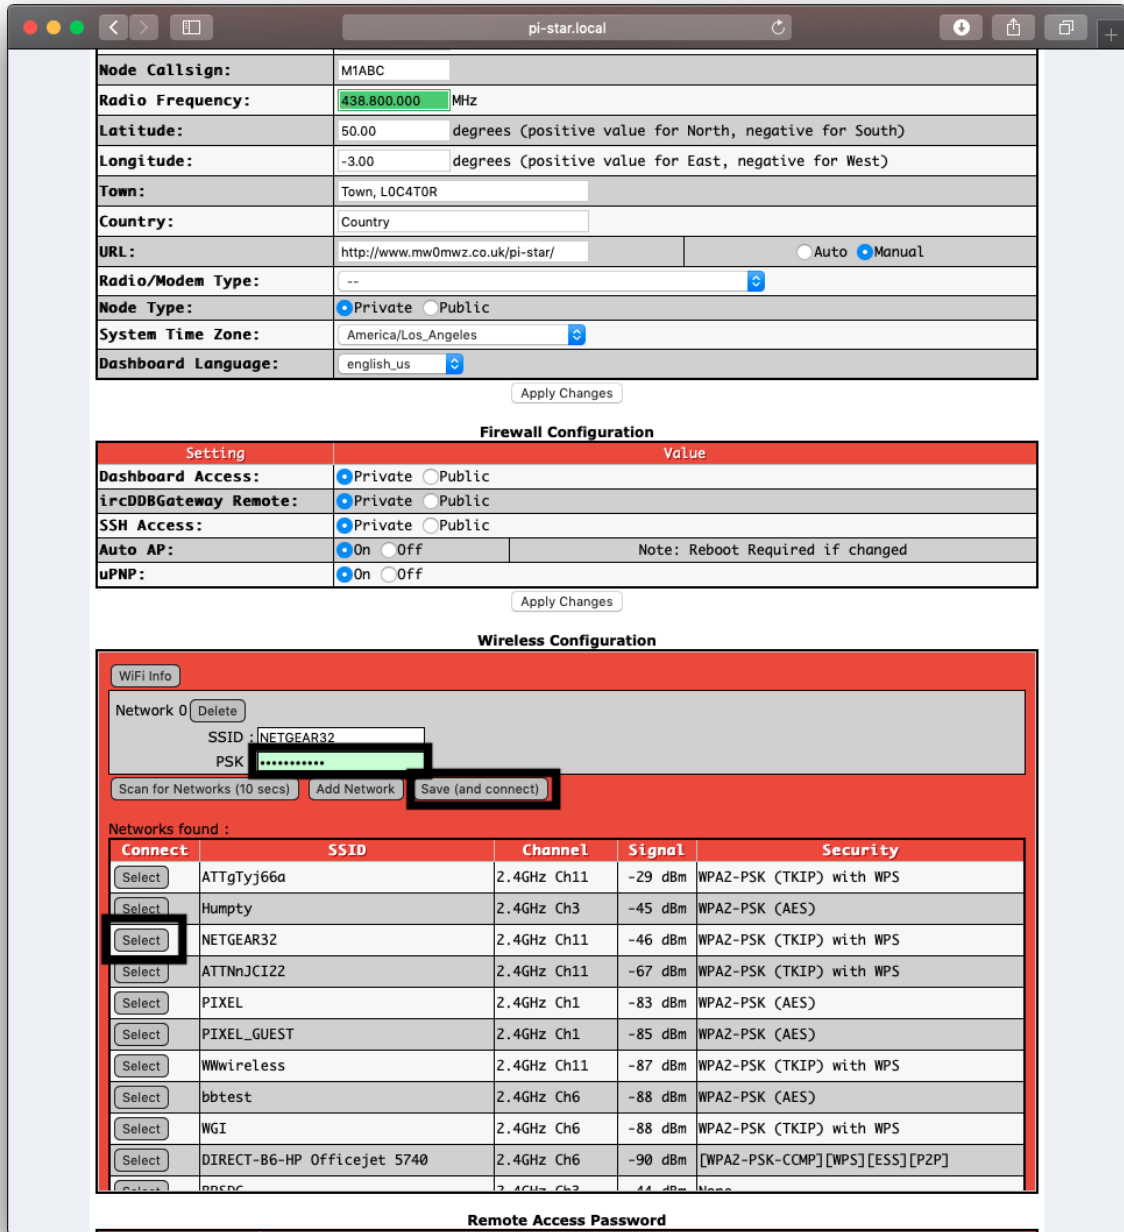 pi-star.local
Node Callsign: M1ABC
Radio Frequency: 438.800.000 MHz
Latitude: 50.00 degrees (positive value for North, negative for South)
Longitude: -3.00 degrees (positive value for East, negative for West)
Town: Town, L0C4T0R
Country: Country
URL: http://www.mw0mwz.co.uk/pi-star/ Auto Manual
Radio/Modem Type: --
Node Type: Private Public
System Time Zone: America/Los_Angeles
Dashboard Language: english_us
Apply Changes
Firewall Configuration
Setting Value
Dashboard Access: Private Public
ircDDBGateway Remote: Private Public
SSH Access: Private Public
Auto AP: On Off Note: Reboot Required if changed
uPNP: On Off
Apply Changes
Wireless Configuration
WiFi Info
Network 0 Delete
SSID : NETGEAR32
PSK •••••••••••
Scan for Networks (10 secs) Add Network Save (and connect)
Networks found :
Connect SSID Channel Signal Security
Select ATTgTyj66a 2.4GHz Ch11 -29 dBm WPA2-PSK (TKIP) with WPS
Select Humpty 2.4GHz Ch3 -45 dBm WPA2-PSK (AES)
Select NETGEAR32 2.4GHz Ch11 -46 dBm WPA2-PSK (TKIP) with WPS
Select ATTNnJCI22 2.4GHz Ch11 -67 dBm WPA2-PSK (TKIP) with WPS
Select PIXEL 2.4GHz Ch1 -83 dBm WPA2-PSK (AES)
Select PIXEL_GUEST 2.4GHz Ch1 -85 dBm WPA2-PSK (AES)
Select WWwireless 2.4GHz Ch11 -87 dBm WPA2-PSK (TKIP) with WPS
Select bbtest 2.4GHz Ch6 -88 dBm WPA2-PSK (AES)
Select WGI 2.4GHz Ch6 -88 dBm WPA2-PSK (TKIP) with WPS
Select DIRECT-B6-HP Officejet 5740 2.4GHz Ch6 -90 dBm [WPA2-PSK-CCMP][WPS][ESS][P2P]
Select 2.4GHz Ch3 -44 dBm None
Remote Access Password